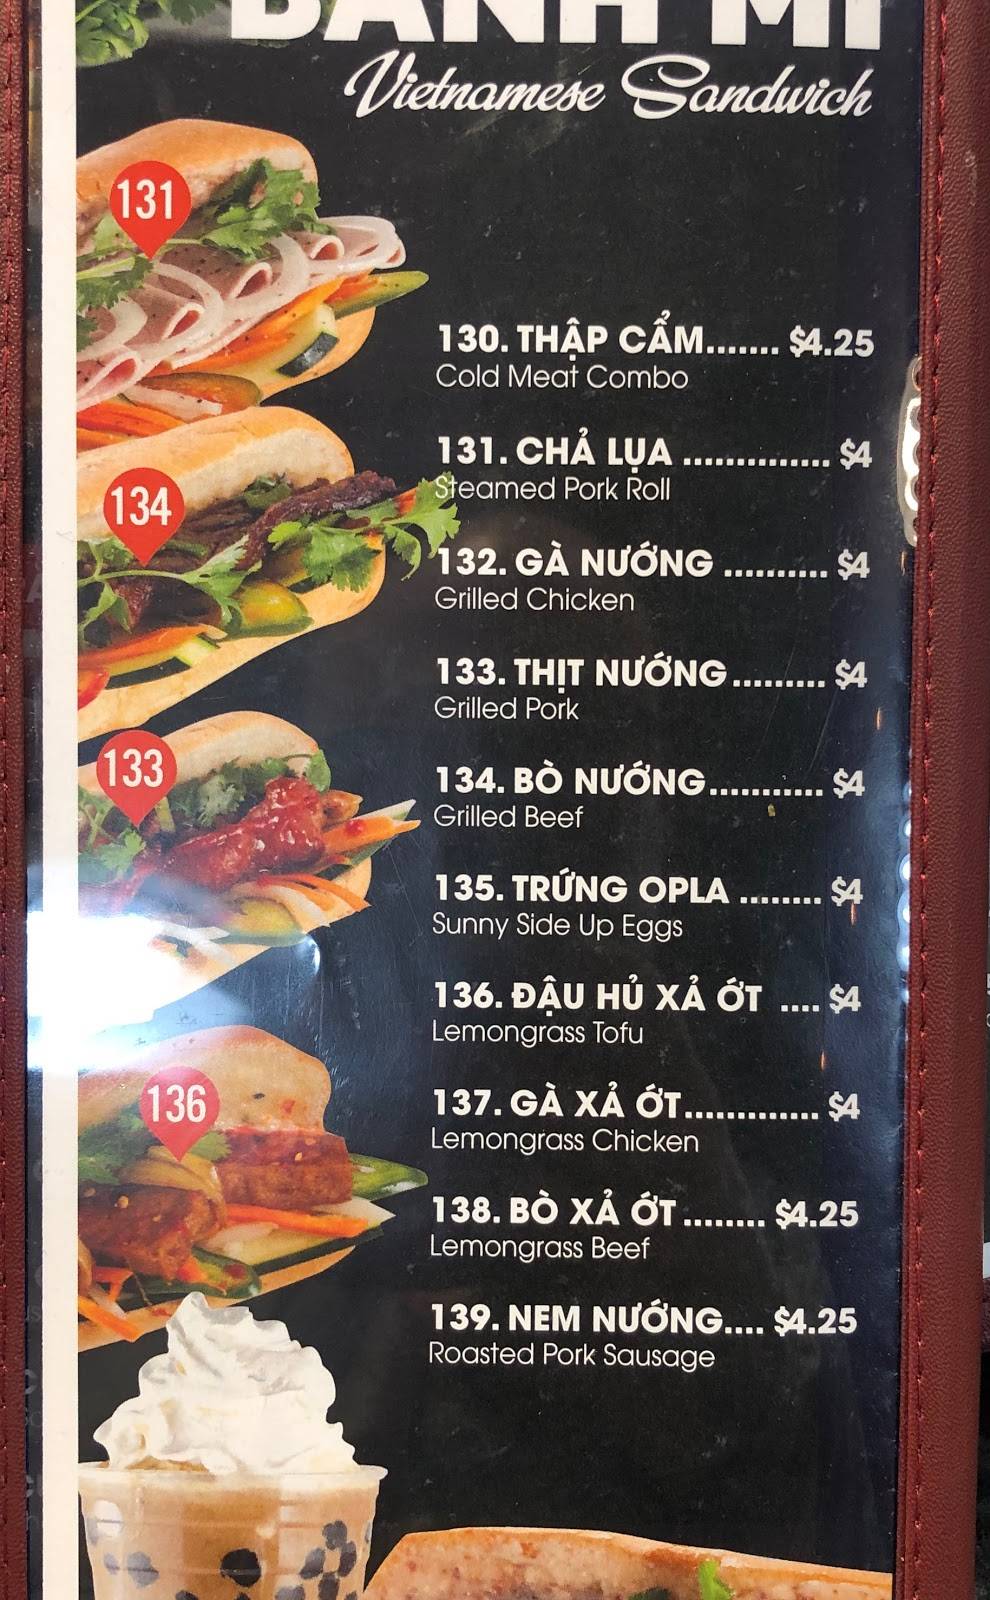 BÁNH MÌ
Vietnamese Sandwich
131
130. THẬP CẨM....... $4.25
Cold Meat Combo
131. CHẢ LỤA .............. $4
Steamed Pork Roll
134
132. GÀ NƯỚNG .......... $4
Grilled Chicken
133. THỊT NƯỚNG......... $4
Grilled Pork
133
134. BÒ NƯỚNG........... $4
Grilled Beef
135. TRỨNG OPLA ........ $4
Sunny Side Up Eggs
136. ĐẬU HỦ XẢ ỚT .... $4
Lemongrass Tofu
136
137. GÀ XẢ ỚT............. $4
Lemongrass Chicken
138. BÒ XẢ ỚT........ $4.25
Lemongrass Beef
139. NEM NƯỚNG.... $4.25
Roasted Pork Sausage